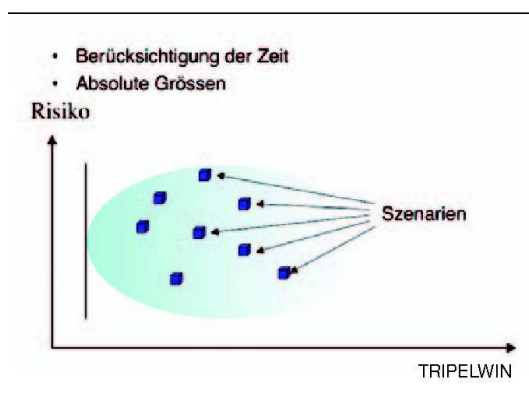 • Berücksichtigung der Zeit
• Absolute Grössen
Risiko
Szenarien
TRIPELWIN